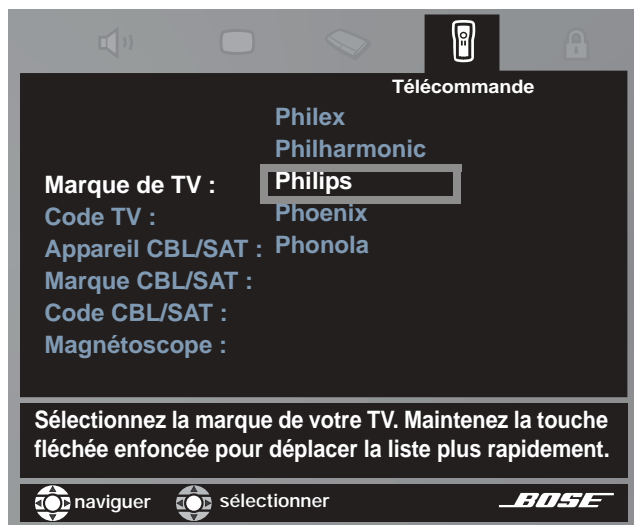 Télécommande
Philex
Philharmonic
Marque de TV : Philips
Code TV : Phoenix
Appareil CBL/SAT : Phonola
Marque CBL/SAT :
Code CBL/SAT :
Magnétoscope :
Sélectionnez la marque de votre TV. Maintenez la touche
fléchée enfoncée pour déplacer la liste plus rapidement.
naviguer sélectionner BOSE